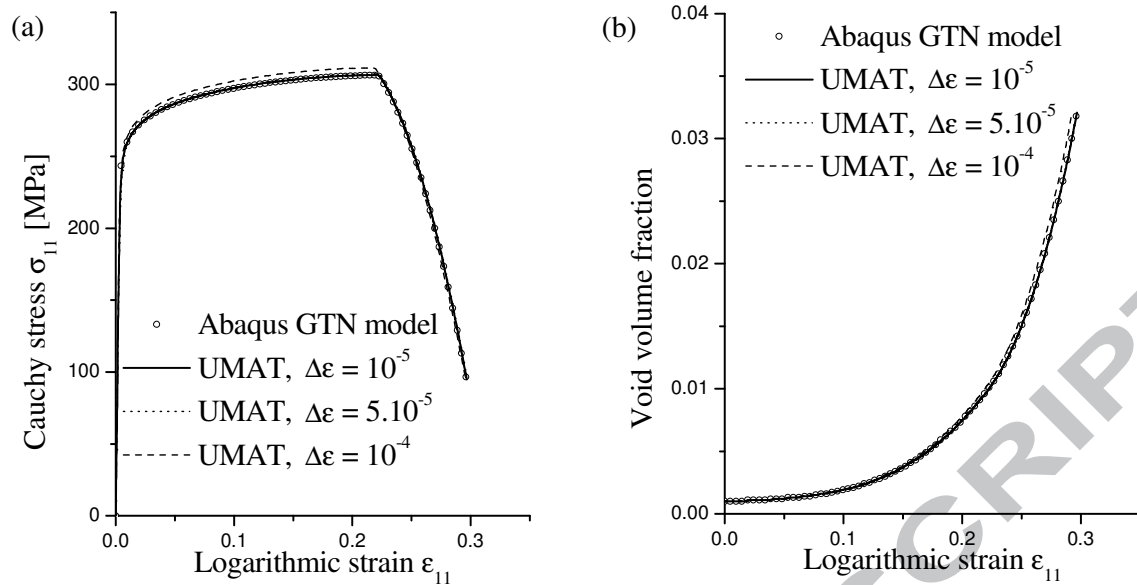 (a)
300
200
100
0
0.0 0.1 0.2 0.3
Cauchy stress σ11 [MPa]
Logarithmic strain ε11
Abaqus GTN model
UMAT, Δε = 10-5
UMAT, Δε = 5.10-5
UMAT, Δε = 10-4
(b)
0.04
0.03
0.02
0.01
0.00
0.0 0.1 0.2 0.3
Void volume fraction
Logarithmic strain ε11
Abaqus GTN model
UMAT, Δε = 10-5
UMAT, Δε = 5.10-5
UMAT, Δε = 10-4